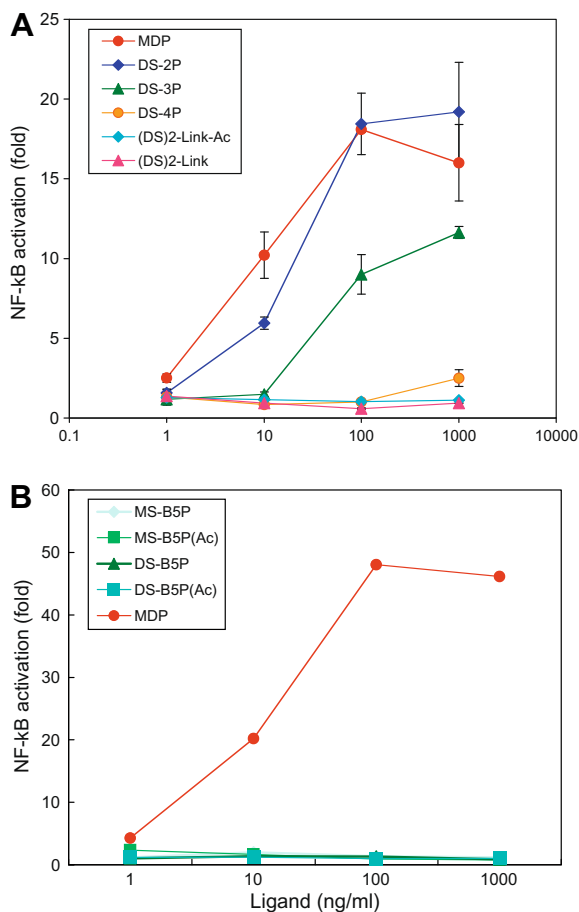 A
25
20
15
10
5
0
NF-kB activation (fold)
MDP
DS-2P
DS-3P
DS-4P
(DS)2-Link-Ac
(DS)2-Link
0.1 1 10 100 1000 10000
B
60
50
40
30
20
10
0
NF-kB activation (fold)
MS-B5P
MS-B5P(Ac)
DS-B5P
DS-B5P(Ac)
MDP
1 10 100 1000
Ligand (ng/ml)